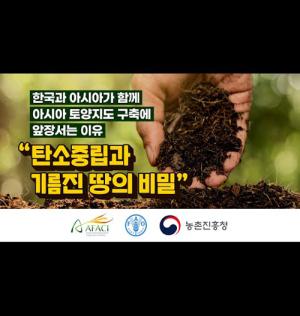 한국과 아시아가 함께
아시아 토양지도 구축에
앞장서는 이유
“탄소중립과
기름진 땅의 비밀”
AFACI
농촌진흥청